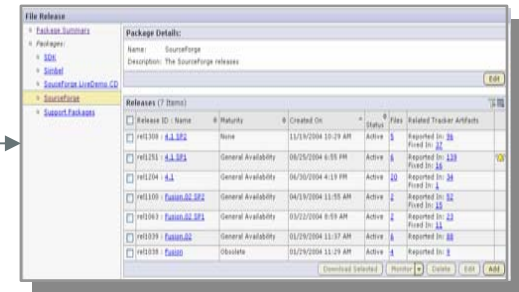 File Release
Package Summary
Packages:
SDK
Simbel
SourceForge LiveDemo CD
SourceForge
Support Packages
Package Details:
Name: SourceForge
Description: The SourceForge releases
Edit
Releases (7 Items)
Release ID : Name Maturity Created On Status Files Related Tracker Artifacts
rel1308 : 4.1 SP2 None 11/19/2004 10:29 AM Active 5 Reported In: 56
Fixed In: 37
rel1251 : 4.1 SP1 General Availability 08/25/2004 6:55 PM Active 6 Reported In: 139
Fixed In: 16
rel1204 : 4.1 General Availability 06/30/2004 4:19 PM Active 20 Reported In: 34
Fixed In: 1
rel1100 : Fusion.02 SP2 General Availability 04/19/2004 11:55 AM Active 2 Reported In: 52
Fixed In: 15
rel1063 : Fusion.02 SP1 General Availability 03/22/2004 8:59 AM Active 2 Reported In: 23
Fixed In: 11
rel1039 : Fusion.02 General Availability 01/29/2004 11:37 AM Active 6 Reported In: 88
rel1038 : Fusion Obsolete 01/29/2004 11:29 AM Active 4 Reported In: 9
Download Selected Monitor Delete Edit Add